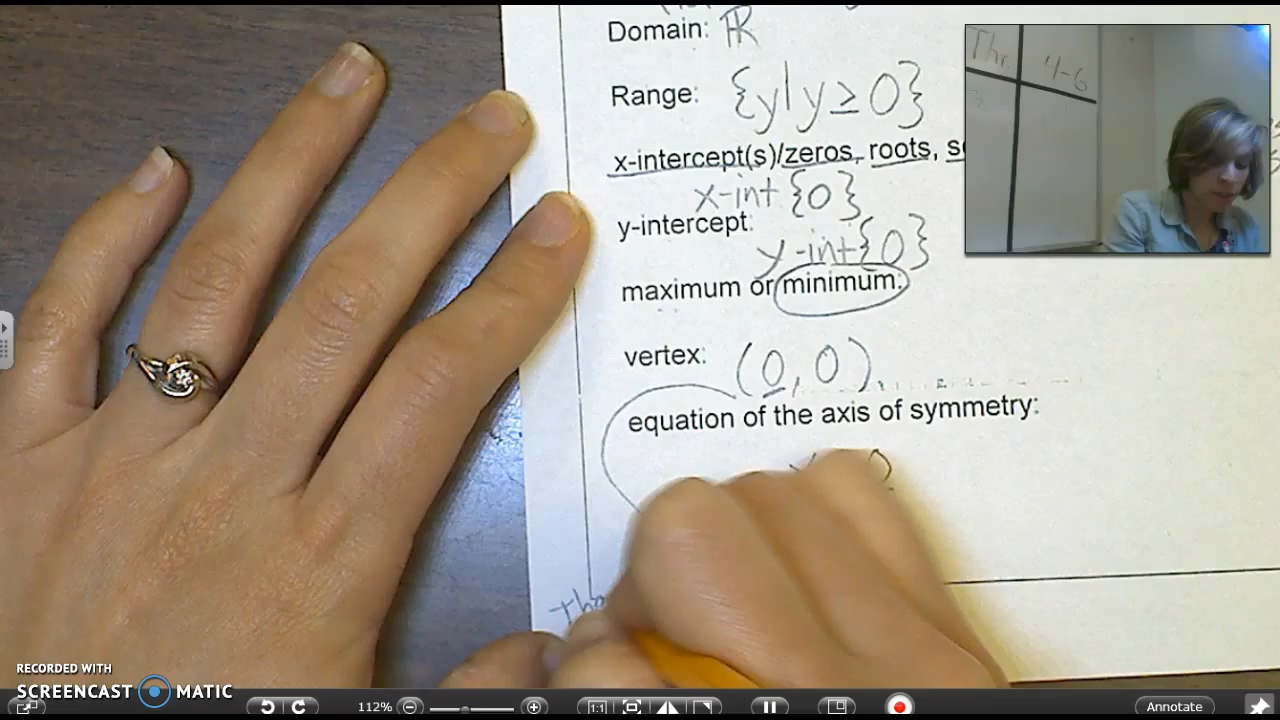 Domain: ℝ
Range: {y| y ≥ 0}
x-intercept(s)/zeros, roots,
x-int {0}
y-intercept:
y-int {0}
maximum or minimum:
vertex: (0, 0)
equation of the axis of symmetry:
Thr. 4-6
RECORDED WITH
SCREENCAST MATIC
112%
1:1
Annotate